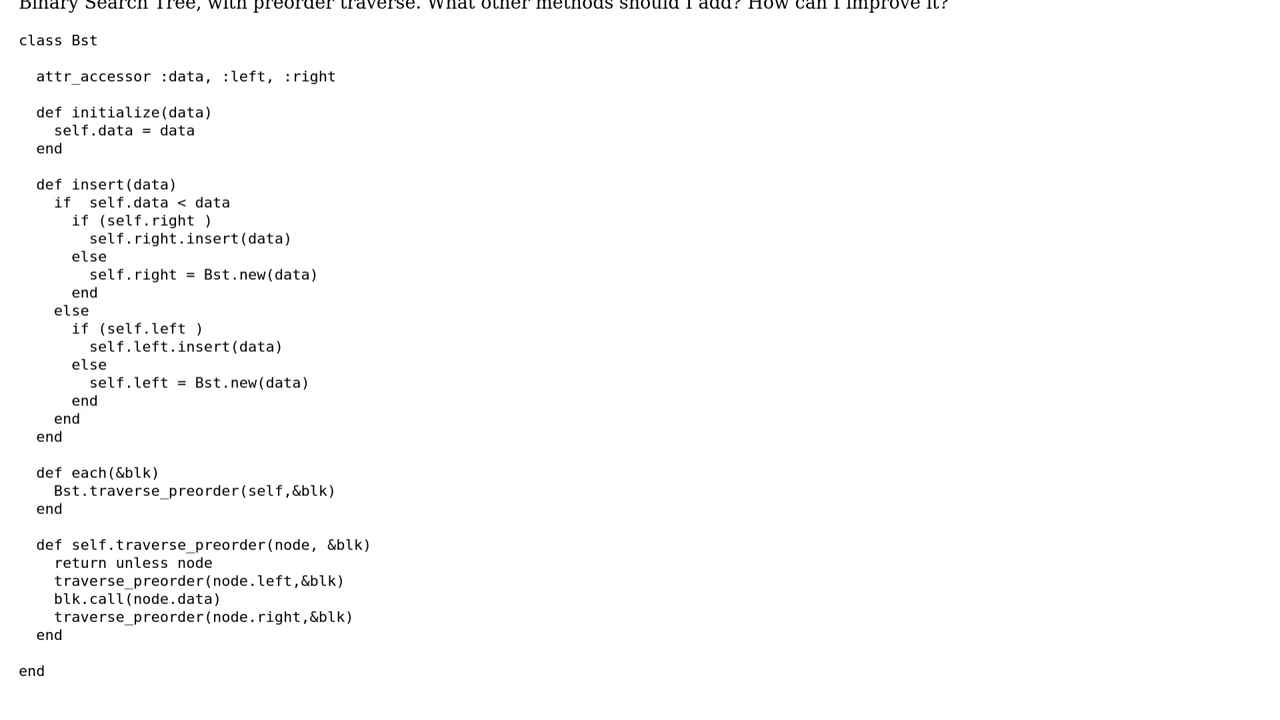 Binary Search Tree, with preorder traverse. What other methods should I add? How can I improve it?
class Bst
attr_accessor :data, :left, :right
def initialize(data)
self.data = data
end
def insert(data)
if  self.data < data
if (self.right )
self.right.insert(data)
else
self.right = Bst.new(data)
end
else
if (self.left )
self.left.insert(data)
else
self.left = Bst.new(data)
end
end
end
def each(&blk)
Bst.traverse_preorder(self,&blk)
end
def self.traverse_preorder(node, &blk)
return unless node
traverse_preorder(node.left,&blk)
blk.call(node.data)
traverse_preorder(node.right,&blk)
end
end